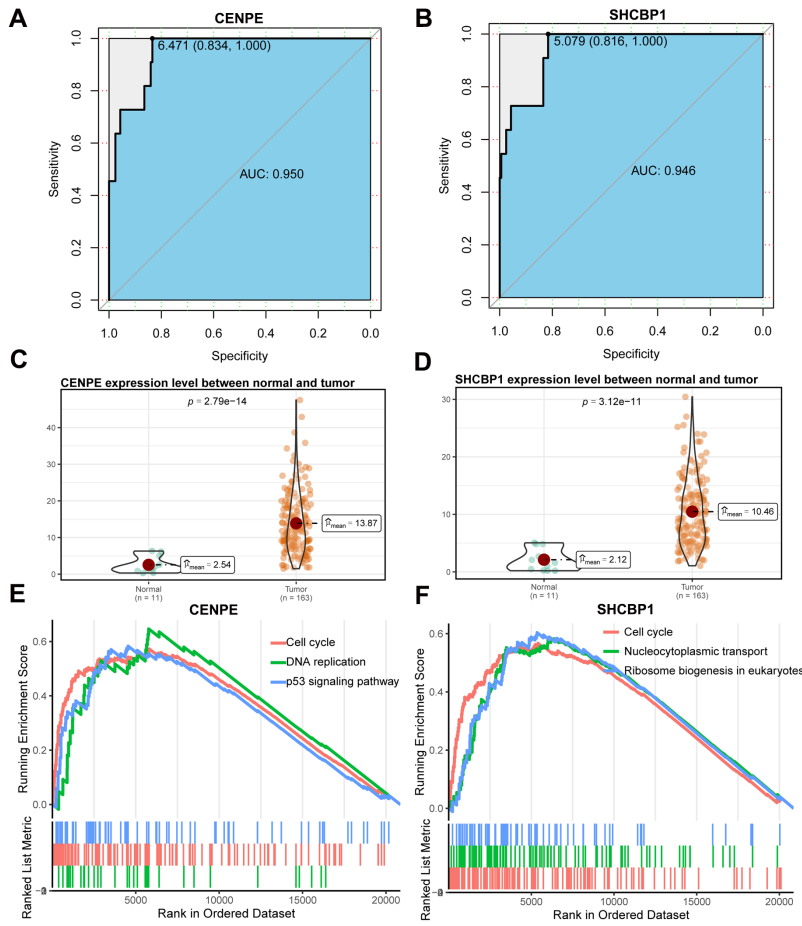 A
CENPE
Sensitivity
0.0
0.2
0.4
0.6
0.8
1.0
6.471 (0.834, 1.000)
AUC: 0.950
1.0 0.8 0.6 0.4 0.2 0.0
Specificity
B
SHCBP1
Sensitivity
0.0
0.2
0.4
0.6
0.8
1.0
5.079 (0.816, 1.000)
AUC: 0.946
1.0 0.8 0.6 0.4 0.2 0.0
Specificity
C
CENPE expression level between normal and tumor
p = 2.79e−14
40
30
20
10
0
μ̂mean = 2.54
μ̂mean = 13.87
Normal
(n = 11)
Tumor
(n = 163)
D
SHCBP1 expression level between normal and tumor
p = 3.12e−11
30
20
10
0
μ̂mean = 2.12
μ̂mean = 10.46
Normal
(n = 11)
Tumor
(n = 163)
E
CENPE
Running Enrichment Score
0.6
0.4
0.2
0.0
Cell cycle
DNA replication
p53 signaling pathway
Ranked List Metric
5000 10000 15000 20000
Rank in Ordered Dataset
F
SHCBP1
Running Enrichment Score
0.6
0.4
0.2
0.0
Cell cycle
Nucleocytoplasmic transport
Ribosome biogenesis in eukaryotes
Ranked List Metric
5000 10000 15000 20000
Rank in Ordered Dataset